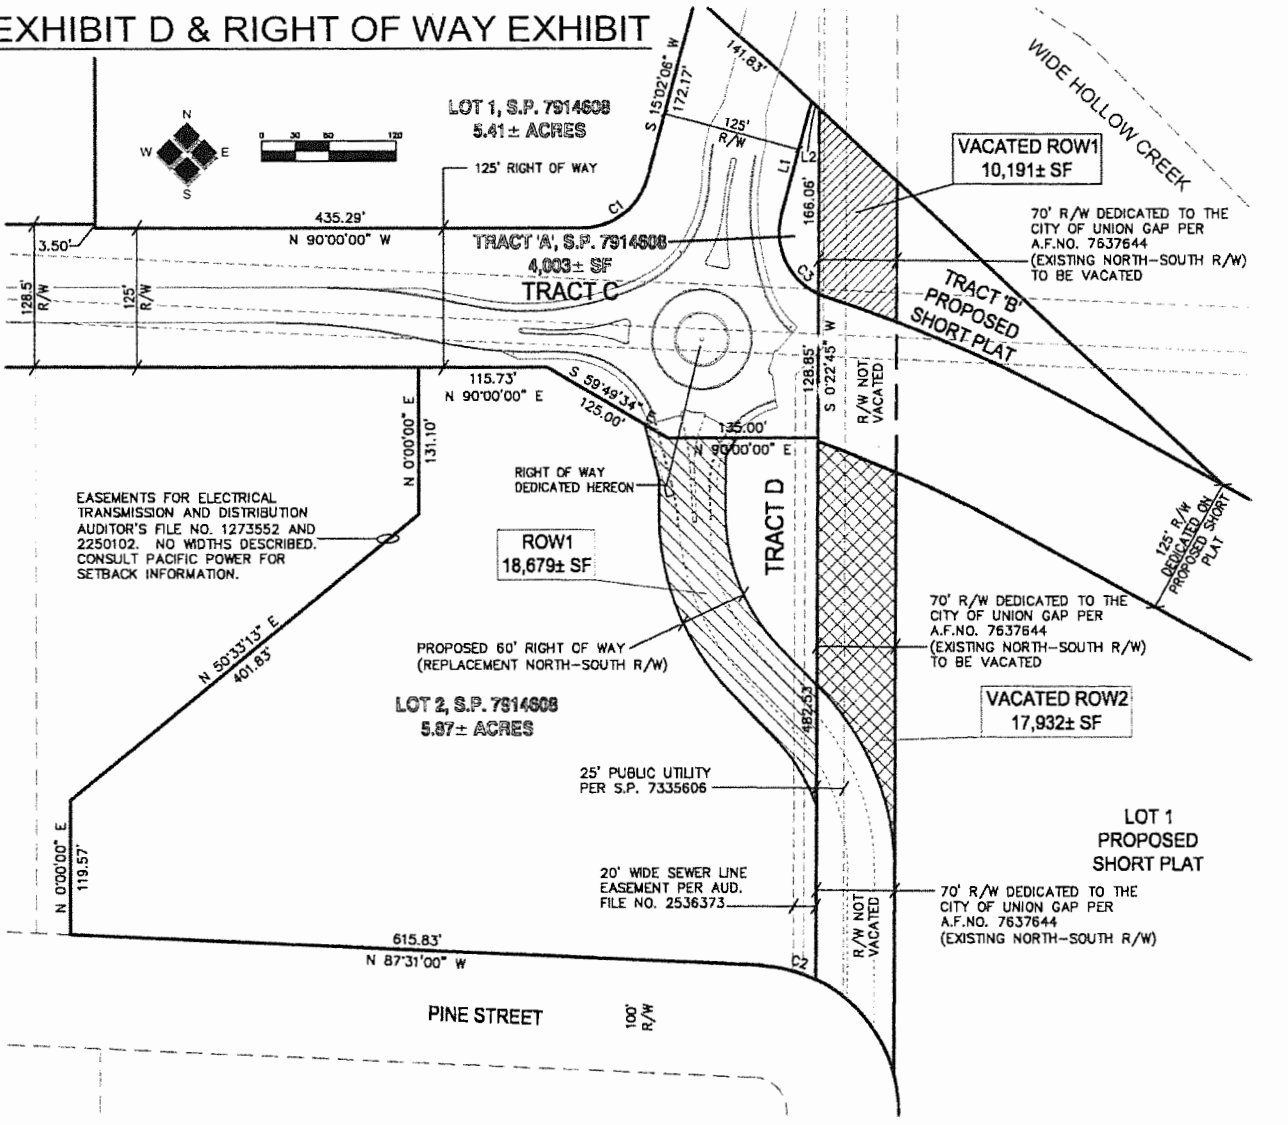 EXHIBIT D & RIGHT OF WAY EXHIBIT
N
W E
S
0 30 60 120
LOT 1, S.P. 7914608
5.41± ACRES
125' RIGHT OF WAY
S 15°02'06" W
172.17'
141.83'
125'
R/W
L1
L2
166.06'
C1
C3
WIDE HOLLOW CREEK
VACATED ROW1
10,191± SF
70' R/W DEDICATED TO THE
CITY OF UNION GAP PER
A.F.NO. 7637644
(EXISTING NORTH-SOUTH R/W)
TO BE VACATED
435.29'
N 90°00'00" W
3.50'
128.5'
R/W
125'
R/W
TRACT 'A', S.P. 7914608
4,003± SF
TRACT C
TRACT 'B'
PROPOSED
SHORT PLAT
128.85'
S 0°22'45" W
R/W NOT
VACATED
115.73'
N 90°00'00" E
S 59°49'34" E
125.00'
135.00'
N 90°00'00" E
N 0°00'00" E
131.10'
RIGHT OF WAY
DEDICATED HEREON
TRACT D
EASEMENTS FOR ELECTRICAL
TRANSMISSION AND DISTRIBUTION
AUDITOR'S FILE NO. 1273552 AND
2250102. NO WIDTHS DESCRIBED.
CONSULT PACIFIC POWER FOR
SETBACK INFORMATION.
ROW1
18,679± SF
125' R/W
DEDICATED ON
PROPOSED SHORT
PLAT
N 50°33'13" E
401.83'
PROPOSED 60' RIGHT OF WAY
(REPLACEMENT NORTH-SOUTH R/W)
70' R/W DEDICATED TO THE
CITY OF UNION GAP PER
A.F.NO. 7637644
(EXISTING NORTH-SOUTH R/W)
TO BE VACATED
LOT 2, S.P. 7914608
5.87± ACRES
482.53'
VACATED ROW2
17,932± SF
25' PUBLIC UTILITY
PER S.P. 7335606
LOT 1
PROPOSED
SHORT PLAT
N 0°00'00" E
119.57'
20' WIDE SEWER LINE
EASEMENT PER AUD.
FILE NO. 2536373
70' R/W DEDICATED TO THE
CITY OF UNION GAP PER
A.F.NO. 7637644
(EXISTING NORTH-SOUTH R/W)
R/W NOT
VACATED
615.83'
N 87°31'00" W
C2
PINE STREET
100'
R/W